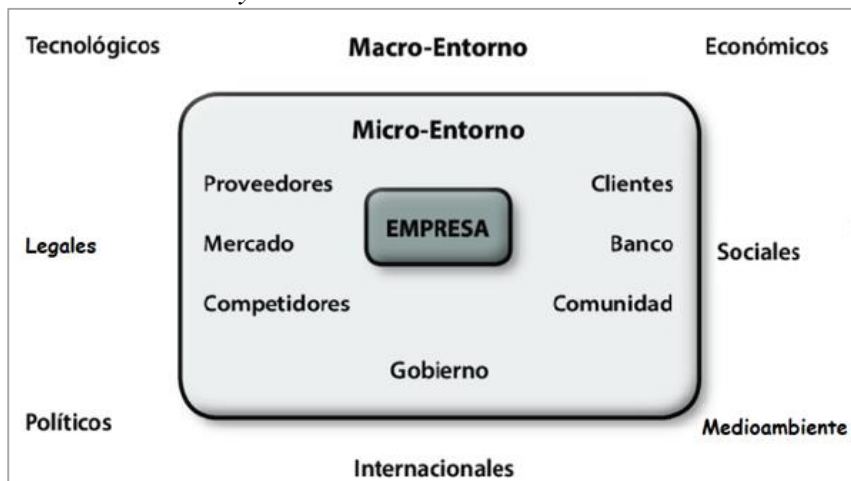 Tecnológicos
Macro-Entorno
Económicos
Micro-Entorno
Proveedores
Clientes
EMPRESA
Mercado
Banco
Legales
Sociales
Competidores
Comunidad
Gobierno
Políticos
Medioambiente
Internacionales